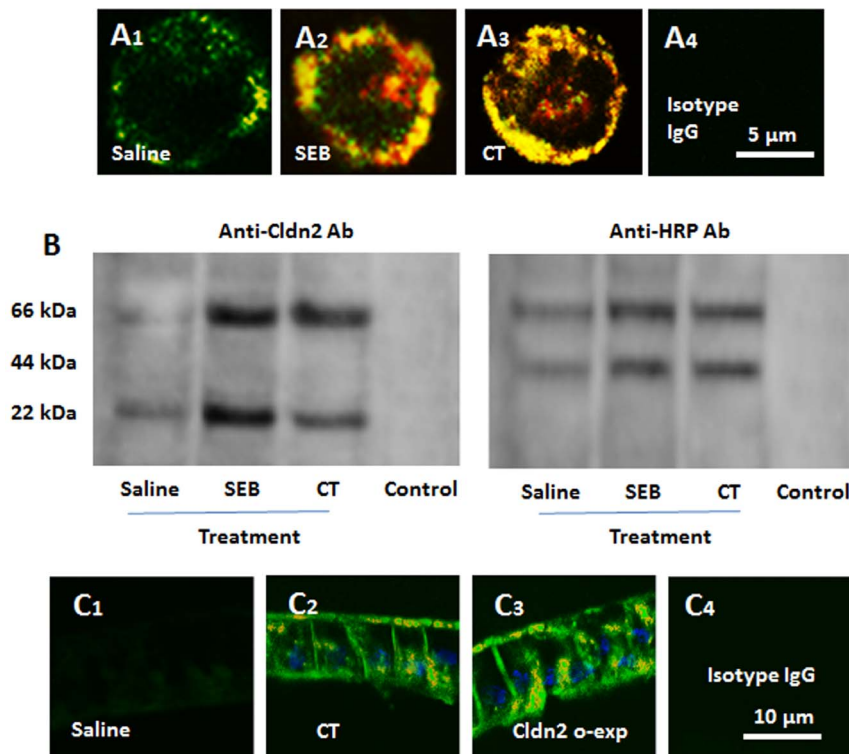 A1
Saline
A2
SEB
A3
CT
A4
Isotype
IgG
5 µm
B
Anti-Cldn2 Ab
Anti-HRP Ab
66 kDa
44 kDa
22 kDa
Saline SEB CT Control
Treatment
Saline SEB CT Control
Treatment
C1
Saline
C2
CT
C3
Cldn2 o-exp
C4
Isotype IgG
10 µm